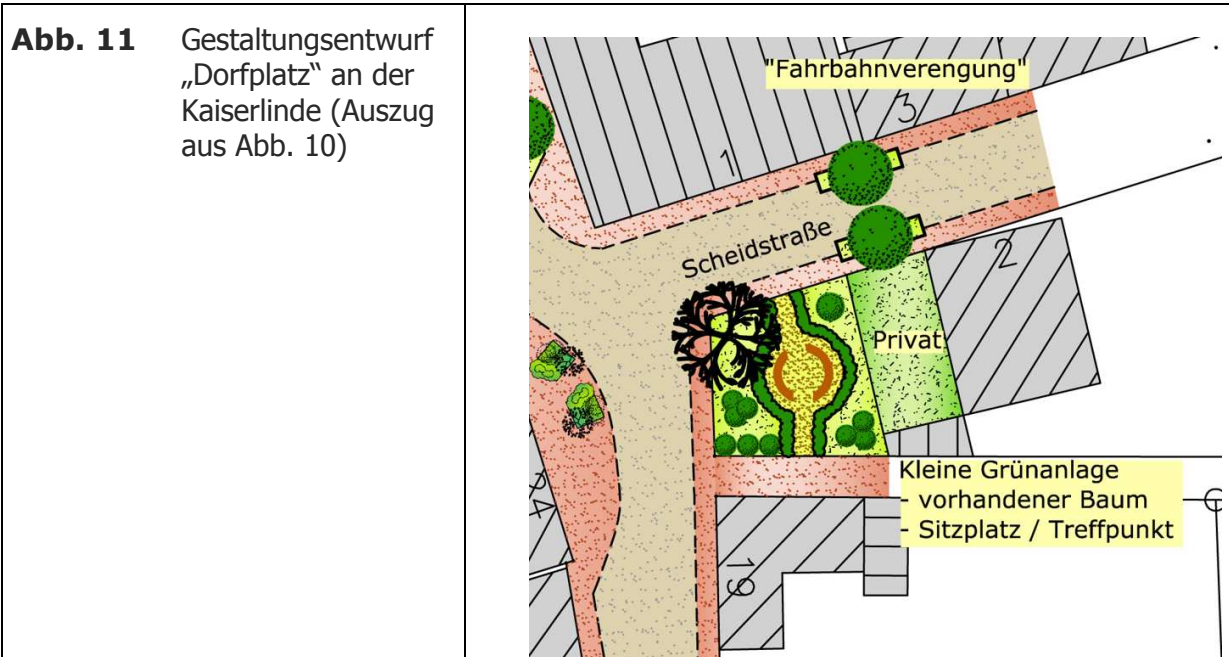 Abb. 11 Gestaltungsentwurf
„Dorfplatz“ an der
Kaiserlinde (Auszug
aus Abb. 10)
"Fahrbahnverengung"
3
1
Scheidstraße
2
Privat
Kleine Grünanlage
- vorhandener Baum
- Sitzplatz / Treffpunkt
24
19